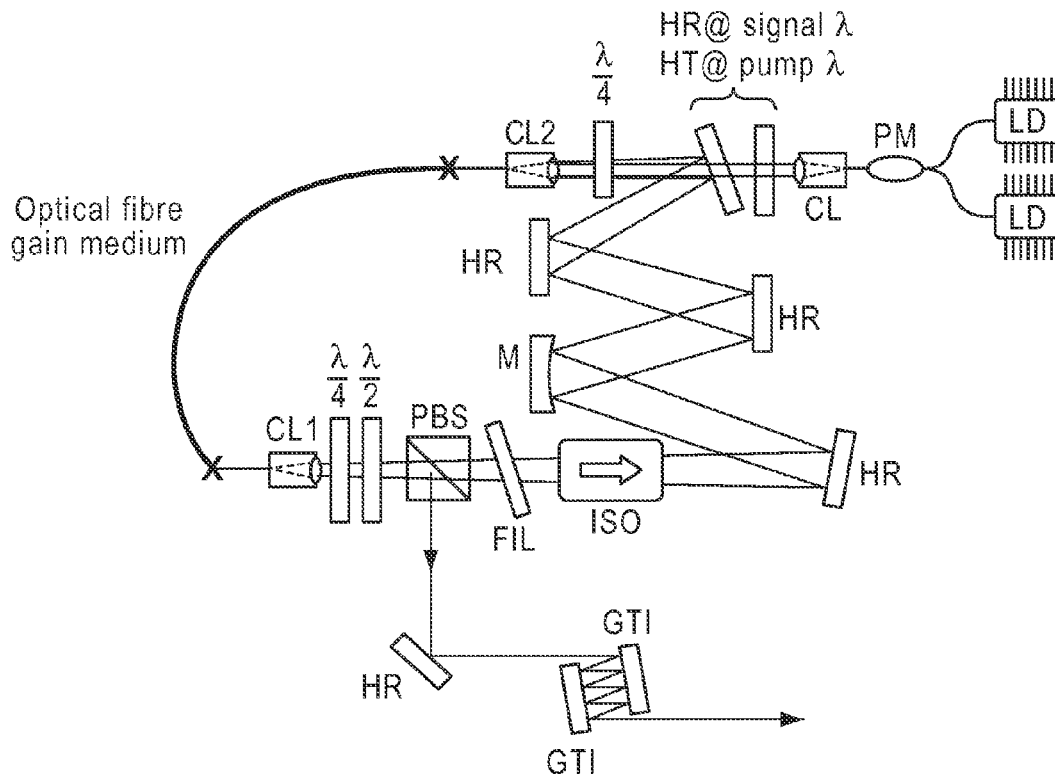 HR@ signal λ
HT@ pump λ
λ
4
CL2
PM
LD
CL
LD
Optical fibre
gain medium
HR
HR
M
λ
4
λ
2
PBS
CL1
HR
FIL
ISO
GTI
HR
GTI